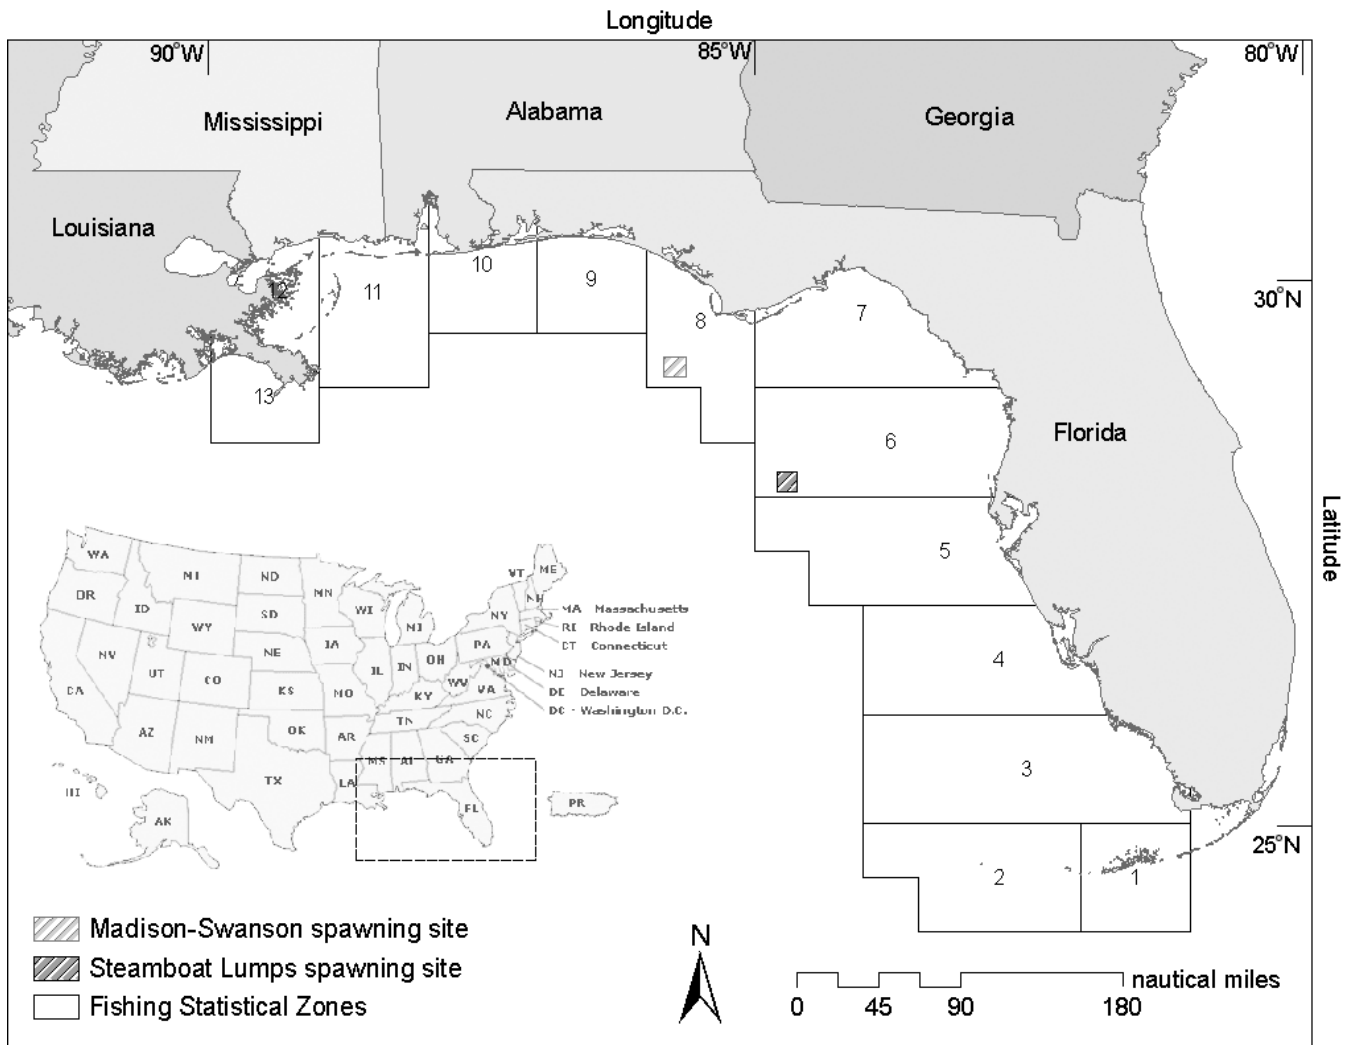 Longitude
90°W
85°W
80°W
Mississippi
Alabama
Georgia
Louisiana
Florida
30°N
25°N
Latitude
12
11
10
9
8
7
13
6
5
4
3
2
1
WA
OR
CA
ID
NV
MT
WY
UT
AZ
CO
NM
ND
SD
NE
KS
OK
TX
MN
IA
MO
AR
LA
WI
IL
MI
IN
OH
KY
TN
MS
AL
GA
FL
SC
NC
VA
WV
PA
NY
VT
NH
ME
MD
MA Massachusetts
RI Rhode Island
CT Connecticut
NJ New Jersey
DE Delaware
DC - Washington D.C.
HI
AK
PR
Madison-Swanson spawning site
Steamboat Lumps spawning site
Fishing Statistical Zones
N
nautical miles
0 45 90 180